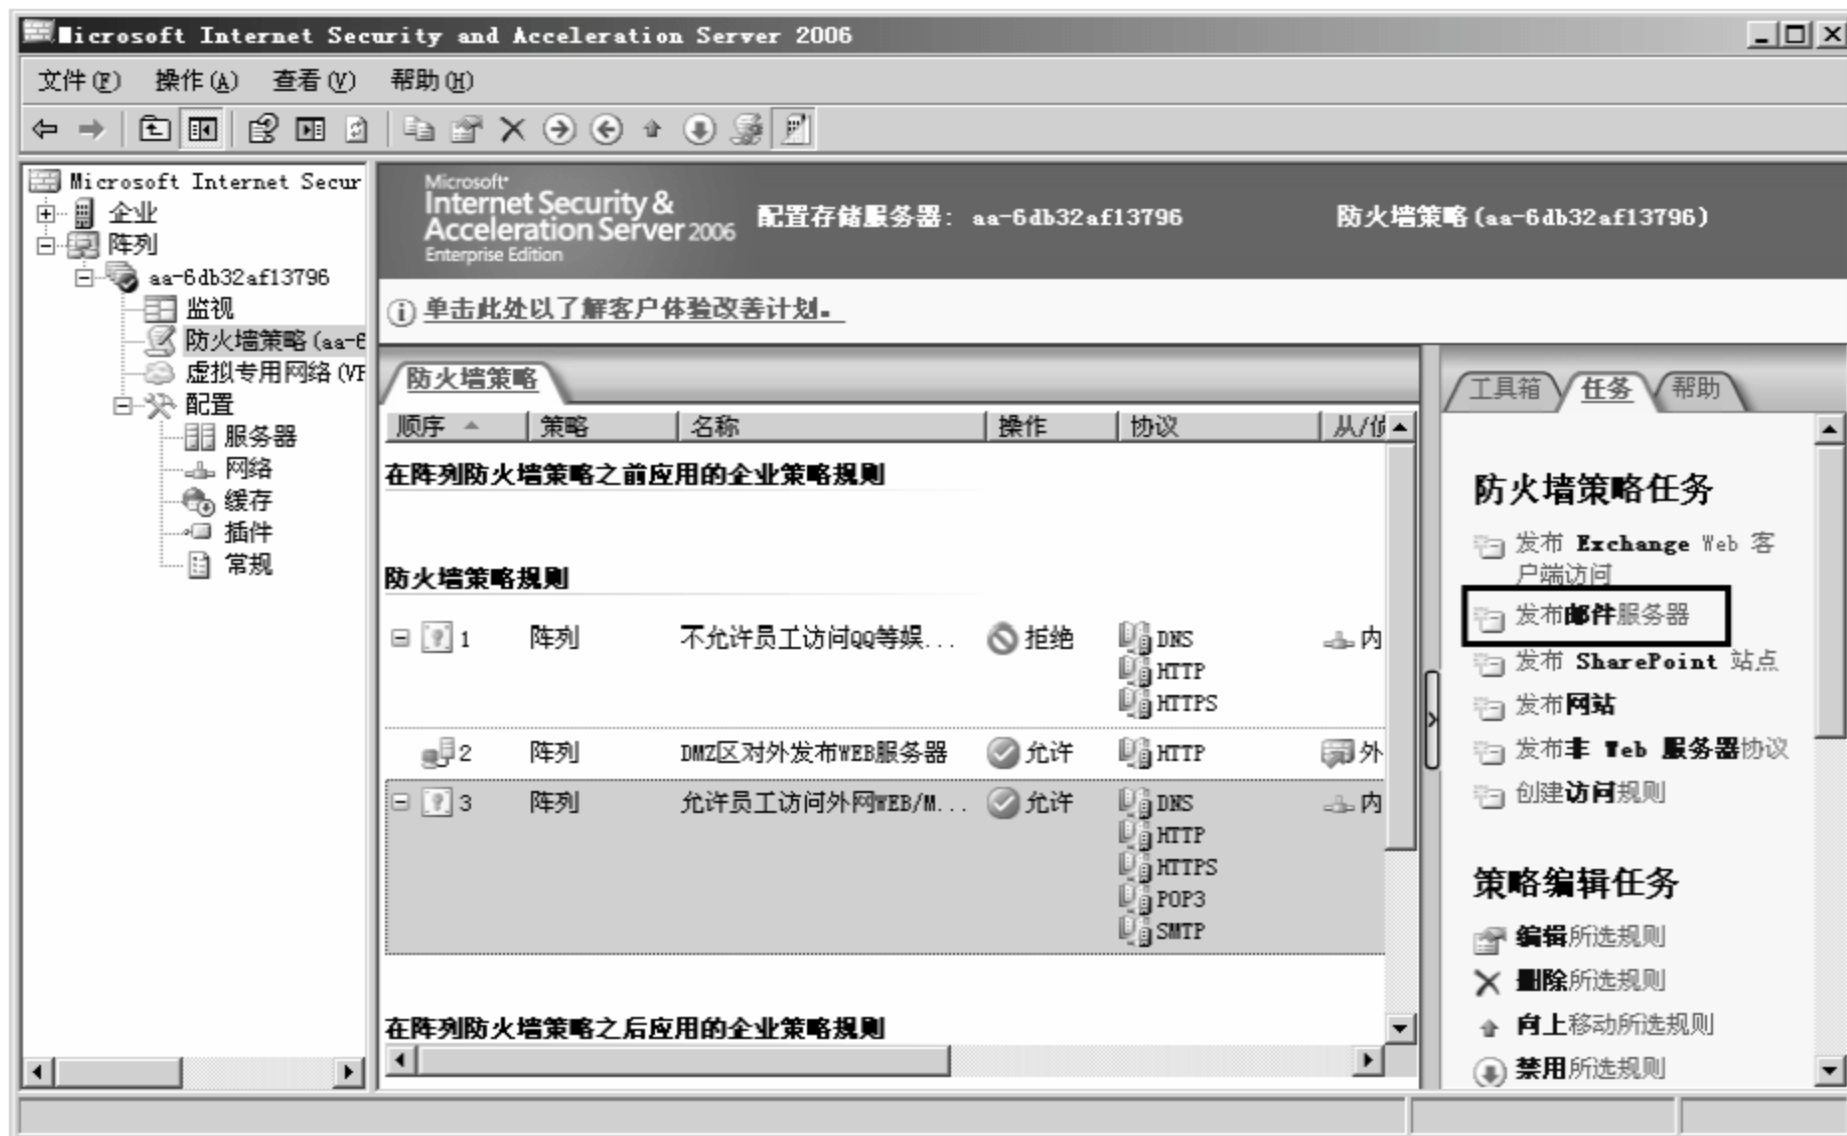 Microsoft Internet Security and Acceleration Server 2006
文件(F) 操作(A) 查看(V) 帮助(H)
Microsoft Internet Secur
企业
阵列
aa-6db32af13796
监视
防火墙策略(aa-6
虚拟专用网络(VP
配置
服务器
网络
缓存
插件
常规
Microsoft
Internet Security &
Acceleration Server 2006
Enterprise Edition
配置存储服务器: aa-6db32af13796
防火墙策略(aa-6db32af13796)
单击此处以了解客户体验改善计划。
防火墙策略
顺序 策略 名称 操作 协议 从/侦
在阵列防火墙策略之前应用的企业策略规则
防火墙策略规则
1 阵列 不允许员工访问QQ等娱... 拒绝 DNS 内
HTTP
HTTPS
2 阵列 DMZ区对外发布WEB服务器 允许 HTTP 外
3 阵列 允许员工访问外网WEB/M... 允许 DNS 内
HTTP
HTTPS
POP3
SMTP
在阵列防火墙策略之后应用的企业策略规则
工具箱 任务 帮助
防火墙策略任务
发布 Exchange Web 客
户端访问
发布邮件服务器
发布 SharePoint 站点
发布网站
发布非 Web 服务器协议
创建访问规则
策略编辑任务
编辑所选规则
删除所选规则
向上移动所选规则
禁用所选规则